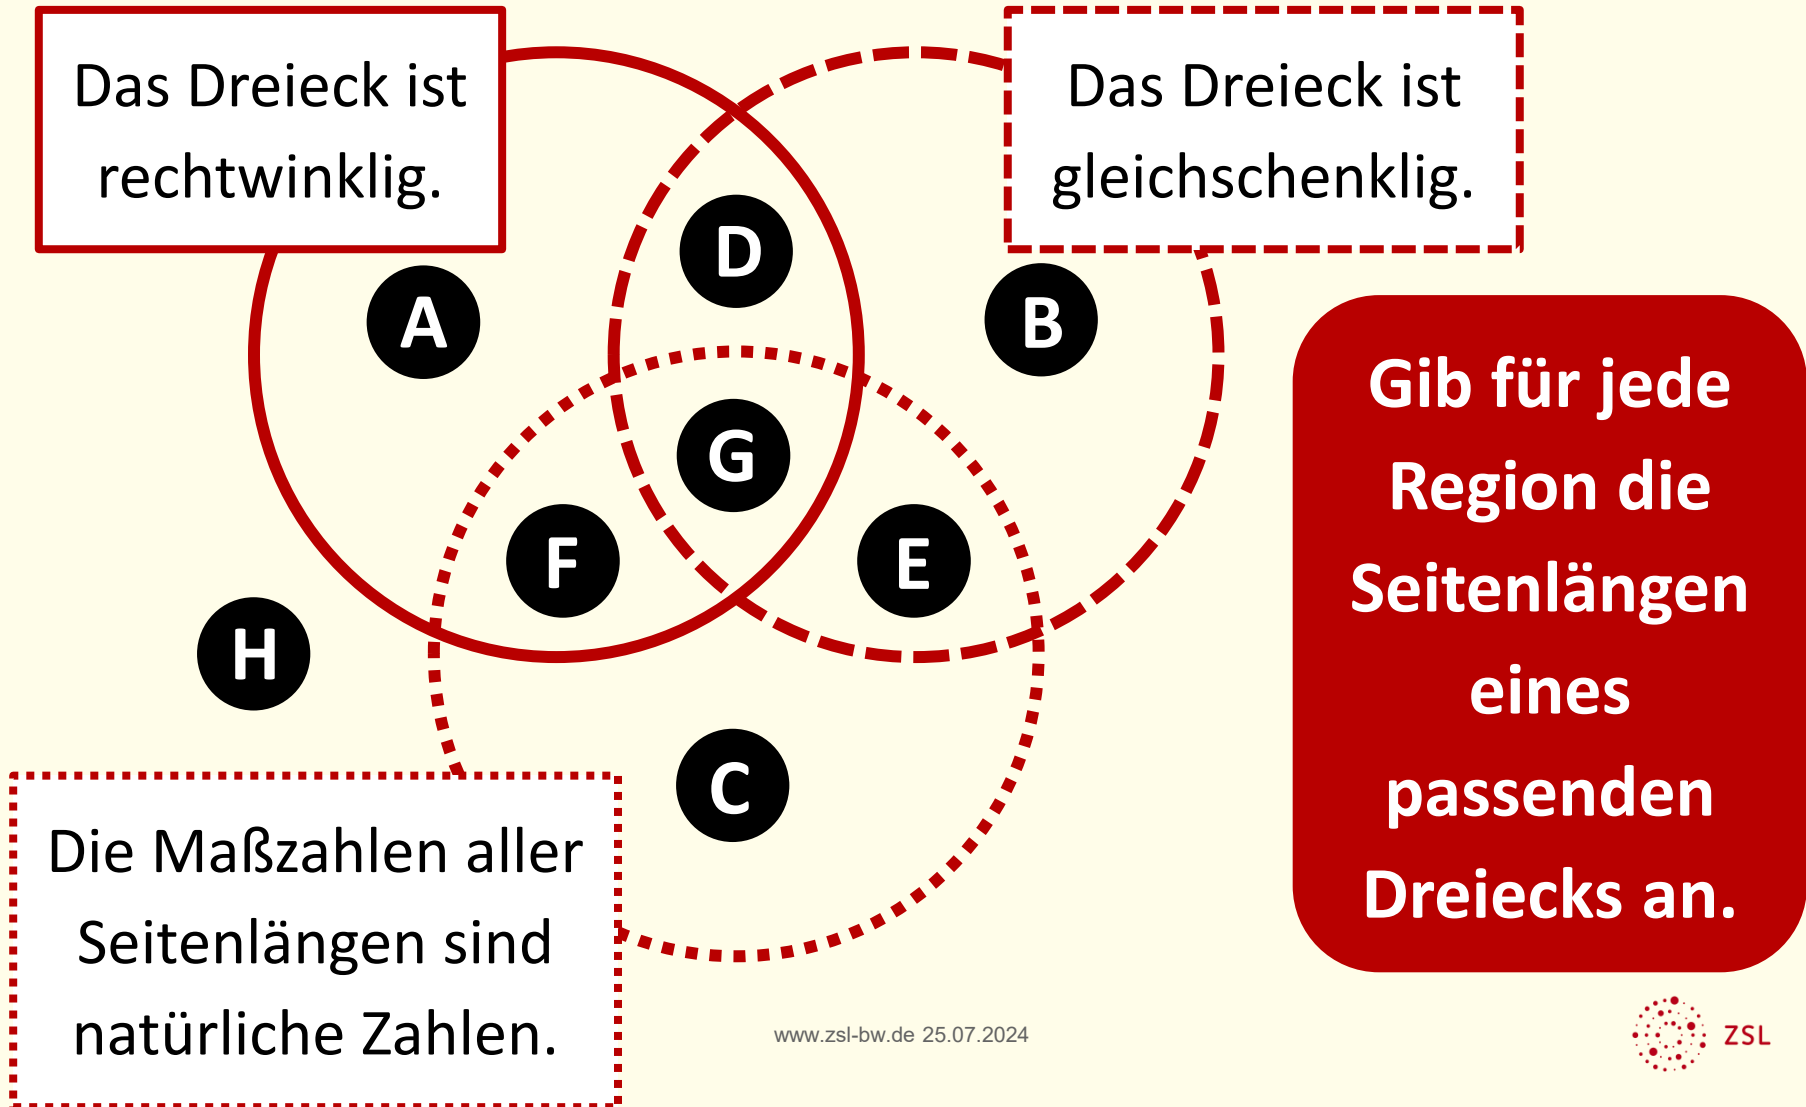 Das Dreieck ist
rechtwinklig.
Das Dreieck ist
gleichschenklig.
D
A
B
G
F
E
H
C
Gib für jede
Region die
Seitenlängen
eines
passenden
Dreiecks an.
Die Maßzahlen aller
Seitenlängen sind
natürliche Zahlen.
www.zsl-bw.de 25.07.2024
ZSL